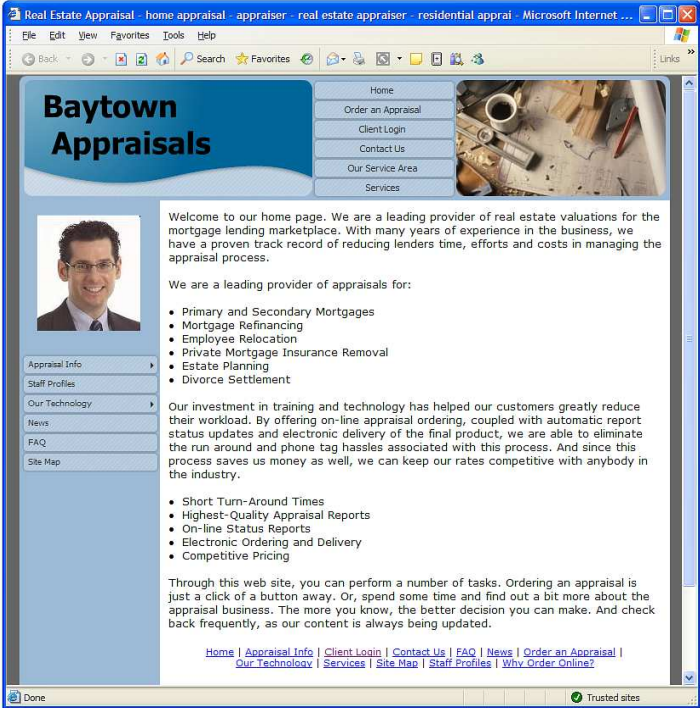 Real Estate Appraisal - home appraisal - appraiser - real estate appraiser - residential apprai - Microsoft Internet ...
File Edit View Favorites Tools Help
Back Search Favorites Links »
Baytown
Appraisals
Home
Order an Appraisal
Client Login
Contact Us
Our Service Area
Services
Appraisal Info
Staff Profiles
Our Technology
News
FAQ
Site Map
Welcome to our home page. We are a leading provider of real estate valuations for the
mortgage lending marketplace. With many years of experience in the business, we
have a proven track record of reducing lenders time, efforts and costs in managing the
appraisal process.
We are a leading provider of appraisals for:
• Primary and Secondary Mortgages
• Mortgage Refinancing
• Employee Relocation
• Private Mortgage Insurance Removal
• Estate Planning
• Divorce Settlement
Our investment in training and technology has helped our customers greatly reduce
their workload. By offering on-line appraisal ordering, coupled with automatic report
status updates and electronic delivery of the final product, we are able to eliminate
the run around and phone tag hassles associated with this process. And since this
process saves us money as well, we can keep our rates competitive with anybody in
the industry.
• Short Turn-Around Times
• Highest-Quality Appraisal Reports
• On-line Status Reports
• Electronic Ordering and Delivery
• Competitive Pricing
Through this web site, you can perform a number of tasks. Ordering an appraisal is
just a click of a button away. Or, spend some time and find out a bit more about the
appraisal business. The more you know, the better decision you can make. And check
back frequently, as our content is always being updated.
Home | Appraisal Info | Client Login | Contact Us | FAQ | News | Order an Appraisal |
Our Technology | Services | Site Map | Staff Profiles | Why Order Online?
Done Trusted sites